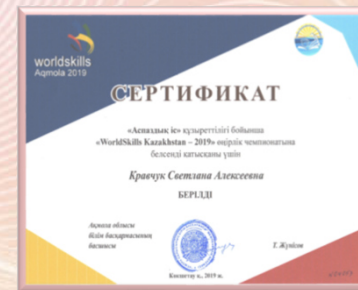 worldskills
Aqmola 2019
СЕРТИФИКАТ
«Аспаздық іс» құзыреттілігі бойынша
«WorldSkills Kazakhstan – 2019» өңірлік чемпионатына
белсенді қатысқаны үшін
Кравчук Светлана Алексеевна
БЕРІЛДІ
Ақмола облысы
білім басқармасының
басшысы
Көкшетау қ., 2019 ж.